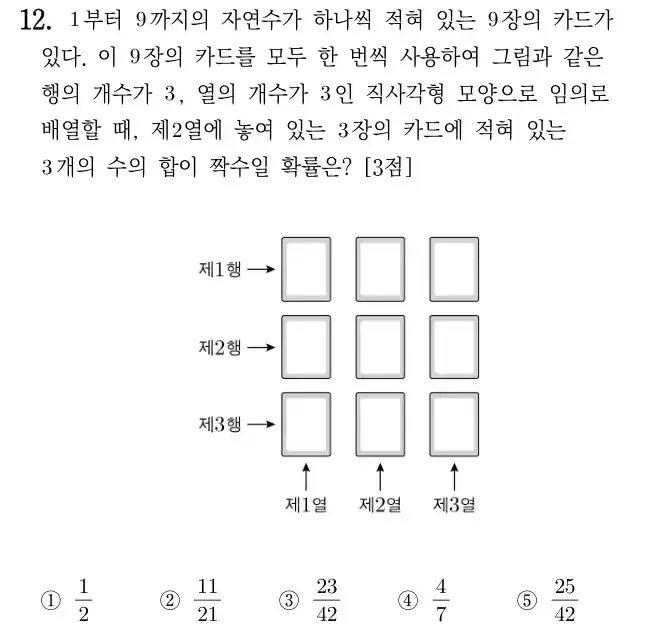 12. 1부터 9까지의 자연수가 하나씩 적혀 있는 9장의 카드가
있다. 이 9장의 카드를 모두 한 번씩 사용하여 그림과 같은
행의 개수가 3, 열의 개수가 3인 직사각형 모양으로 임의로
배열할 때, 제2열에 놓여 있는 3장의 카드에 적혀 있는
3개의 수의 합이 짝수일 확률은? [3점]
제1행
제2행
제3행
제1열 제2열 제3열
① 1/2 ② 11/21 ③ 23/42 ④ 4/7 ⑤ 25/42